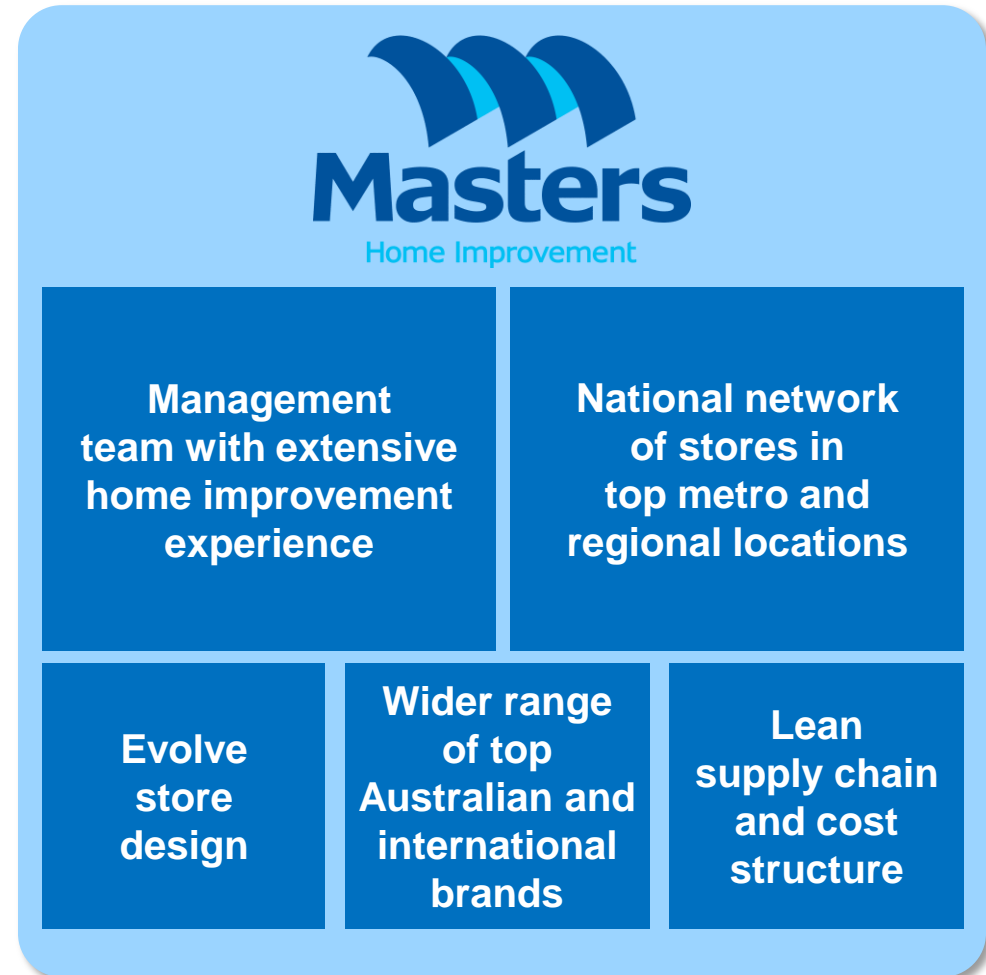 Masters
Home Improvement
Management
team with extensive
home improvement
experience
National network
of stores in
top metro and
regional locations
Evolve
store
design
Wider range
of top
Australian and
international
brands
Lean
supply chain
and cost
structure